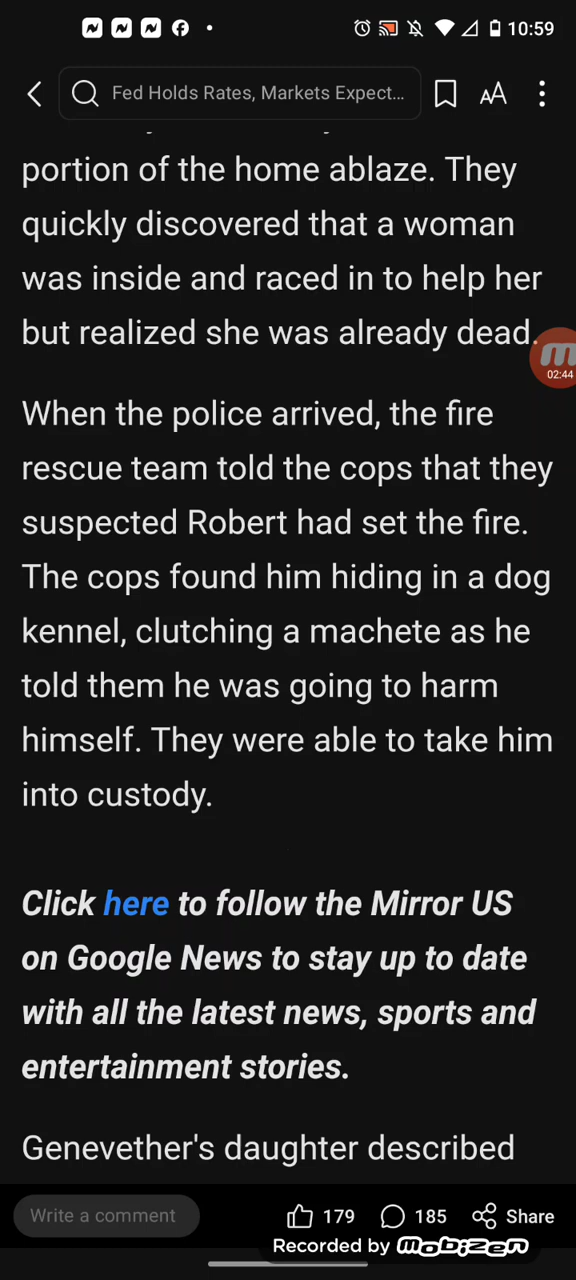 10:59
Fed Holds Rates, Markets Expect...
AA
portion of the home ablaze. They
quickly discovered that a woman
was inside and raced in to help her
but realized she was already dead.
02:44
When the police arrived, the fire
rescue team told the cops that they
suspected Robert had set the fire.
The cops found him hiding in a dog
kennel, clutching a machete as he
told them he was going to harm
himself. They were able to take him
into custody.
Click here to follow the Mirror US
on Google News to stay up to date
with all the latest news, sports and
entertainment stories.
Genevether's daughter described
Write a comment
179
185
Share
Recorded by mobizen